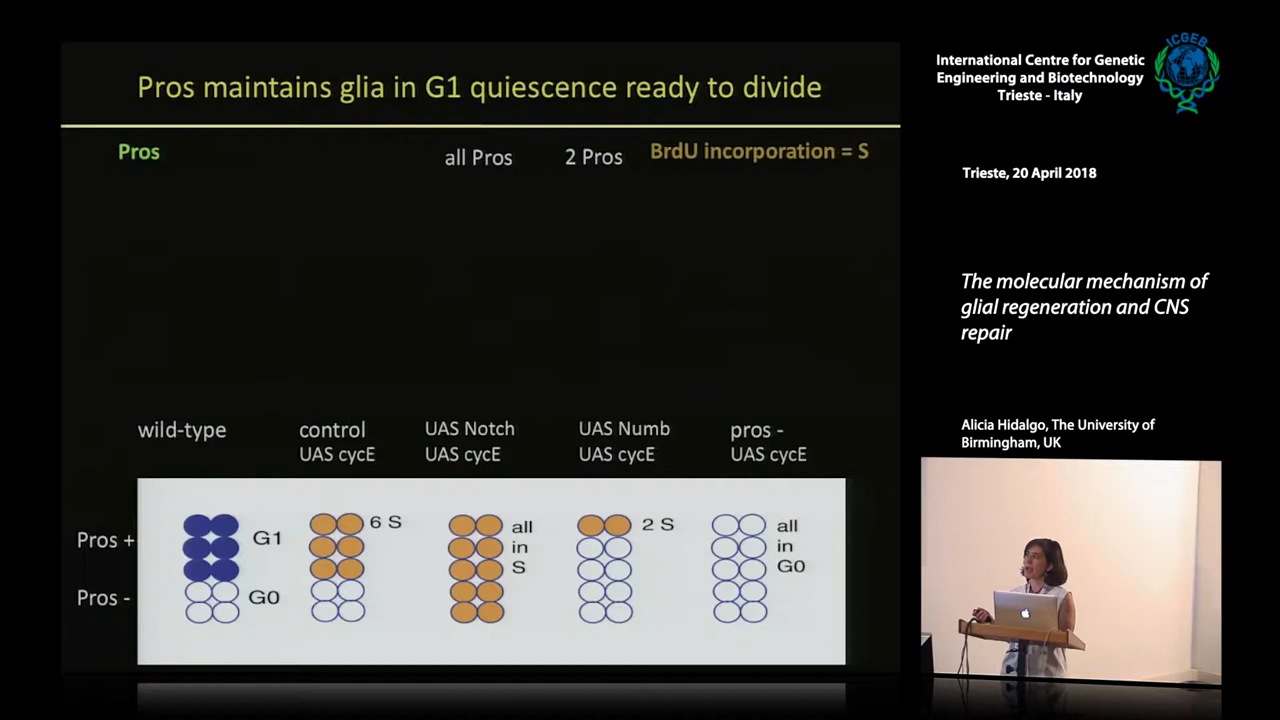 Pros maintains glia in G1 quiescence ready to divide
Pros
all Pros
2 Pros
BrdU incorporation = S
wild-type
control
UAS cycE
UAS Notch
UAS cycE
UAS Numb
UAS cycE
pros -
UAS cycE
Pros +
Pros -
G1
G0
6 S
all
in
S
2 S
all
in
G0
International Centre for Genetic
Engineering and Biotechnology
Trieste - Italy
ICGEB
Trieste, 20 April 2018
The molecular mechanism of
glial regeneration and CNS
repair
Alicia Hidalgo, The University of
Birmingham, UK